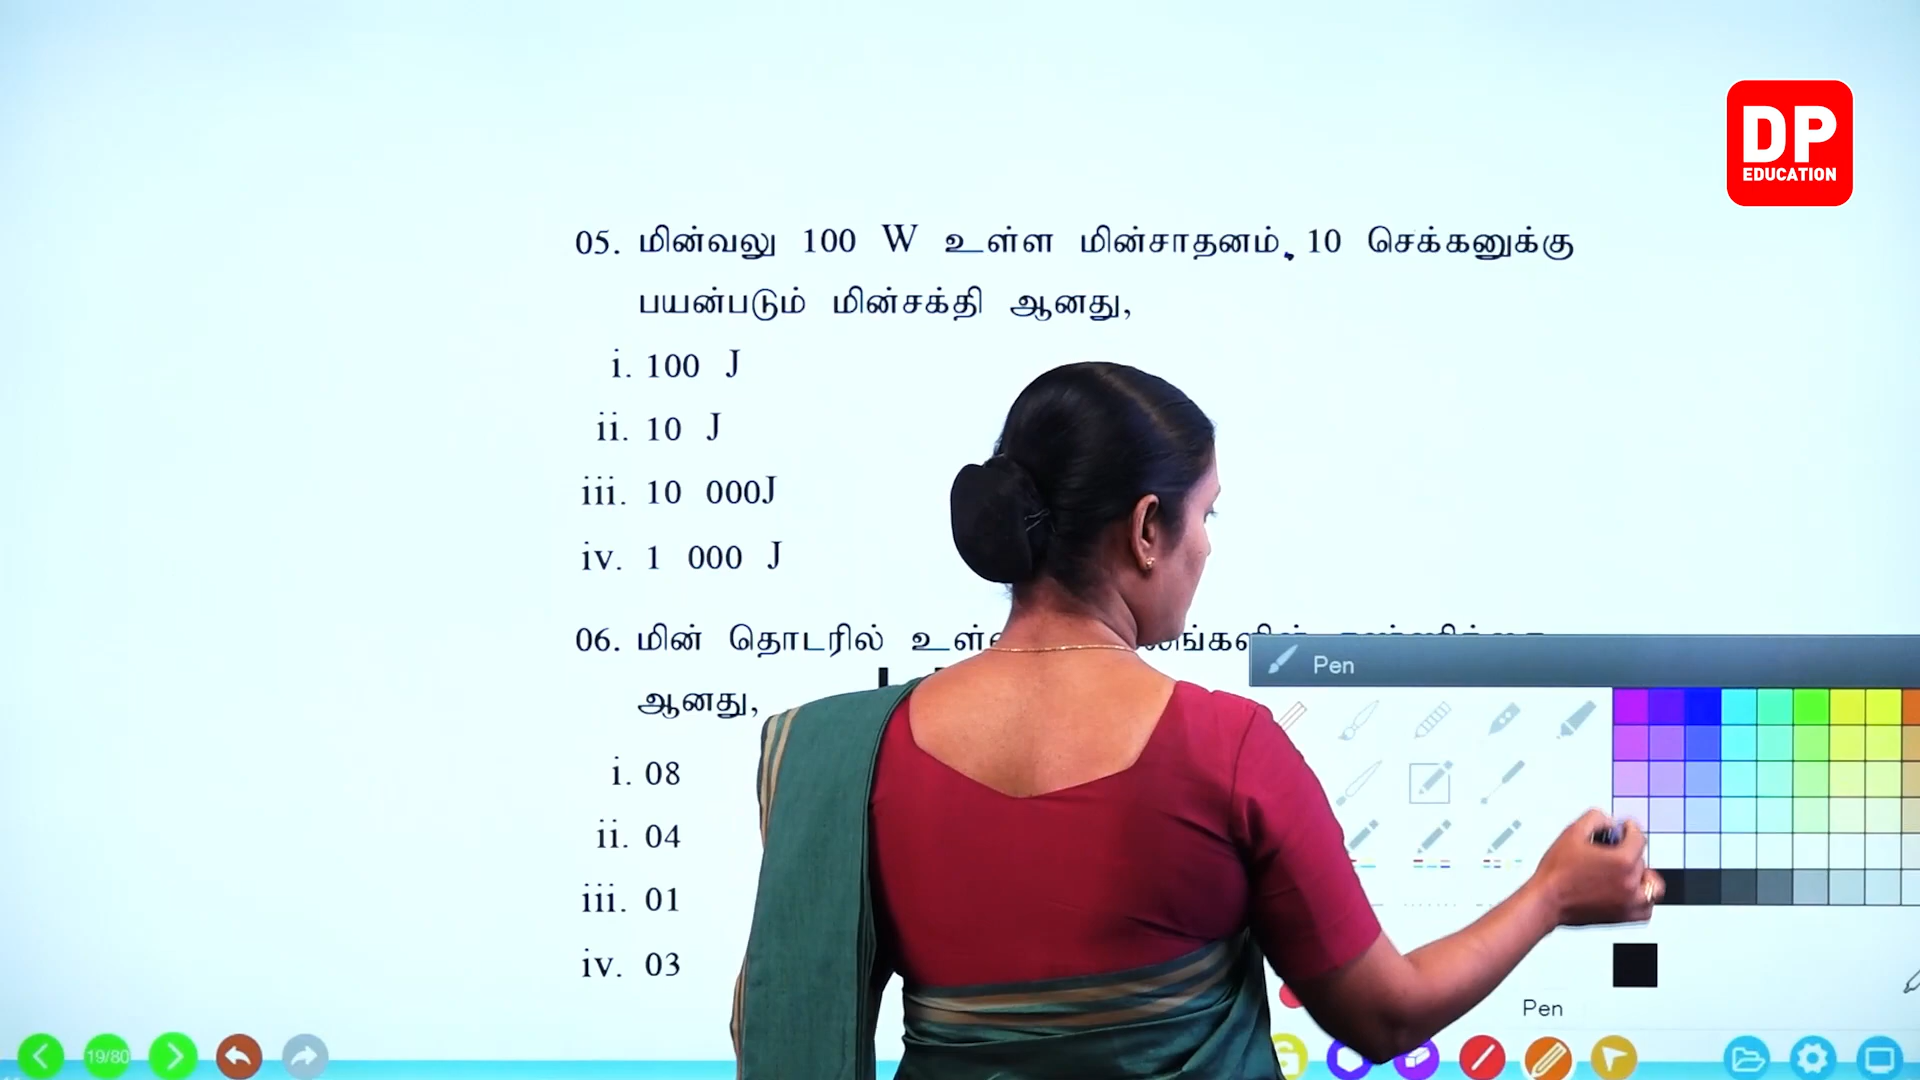 DP
EDUCATION
05. மின்வலு 100 W உள்ள மின்சாதனம், 10 செக்கனுக்கு
பயன்படும் மின்சக்தி ஆனது,
i. 100 J
ii. 10 J
iii. 10 000J
iv. 1 000 J
06. மின் தொடரில் உள்ள
ஆனது,
i. 08
ii. 04
iii. 01
iv. 03
Pen
Pen
19/80